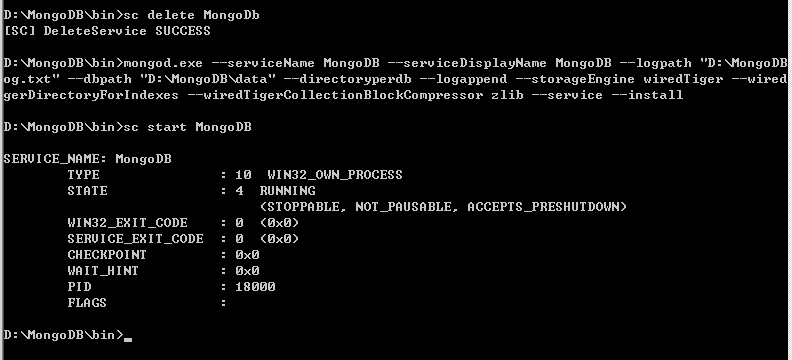 D:\MongoDB\bin>sc delete MongoDb
[SC] DeleteService SUCCESS
D:\MongoDB\bin>mongod.exe --serviceName MongoDB --serviceDisplayName MongoDB --logpath "D:\MongoDB
og.txt" --dbpath "D:\MongoDB\data" --directoryperdb --logappend --storageEngine wiredTiger --wired
gerDirectoryForIndexes --wiredTigerCollectionBlockCompressor zlib --service --install
D:\MongoDB\bin>sc start MongoDB
SERVICE_NAME: MongoDB
TYPE : 10 WIN32_OWN_PROCESS
STATE : 4 RUNNING
(STOPPABLE, NOT_PAUSABLE, ACCEPTS_PRESHUTDOWN)
WIN32_EXIT_CODE : 0 (0x0)
SERVICE_EXIT_CODE : 0 (0x0)
CHECKPOINT : 0x0
WAIT_HINT : 0x0
PID : 18000
FLAGS :
D:\MongoDB\bin>_